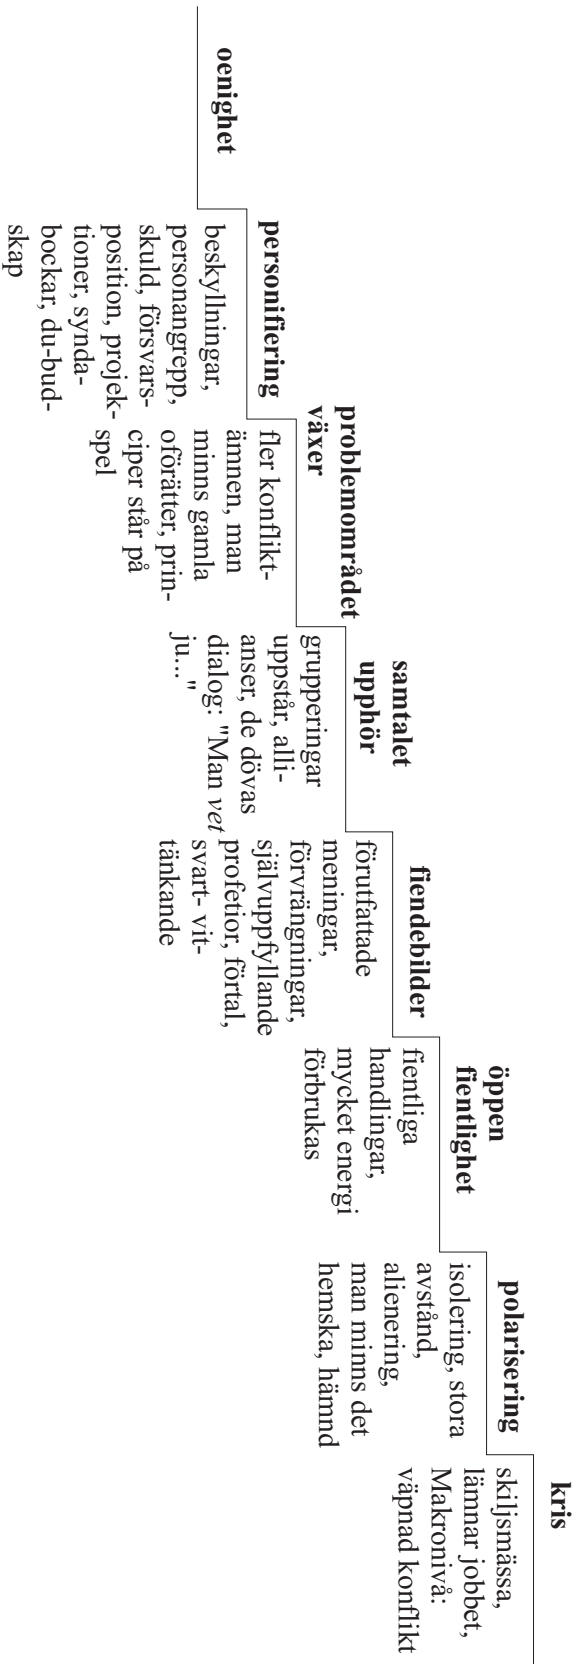 oenighet
personifiering
beskyllningar,
personangrepp,
skuld, försvars-
position, projek-
tioner, synda-
bockar, du-bud-
skap
problemområdet
växer
fler konflikt-
ämnen, man
minns gamla
oförätter, prin-
ciper står på
spel
samtalet
upphör
grupperingar
uppstår, alli-
anser, de dövas
dialog: "Man vet
ju..."
fiendebilder
förutfattade
meningar,
förvrängningar,
självuppfyllande
profetior, förtal,
svart- vit-
tänkande
öppen
fientlighet
fientliga
handlingar,
mycket energi
förbrukas
polarisering
isolering, stora
avstånd,
alienering,
man minns det
hemska, hämnd
kris
skiljsmässa,
lämnar jobbet,
Makronivå:
väpnad konflikt